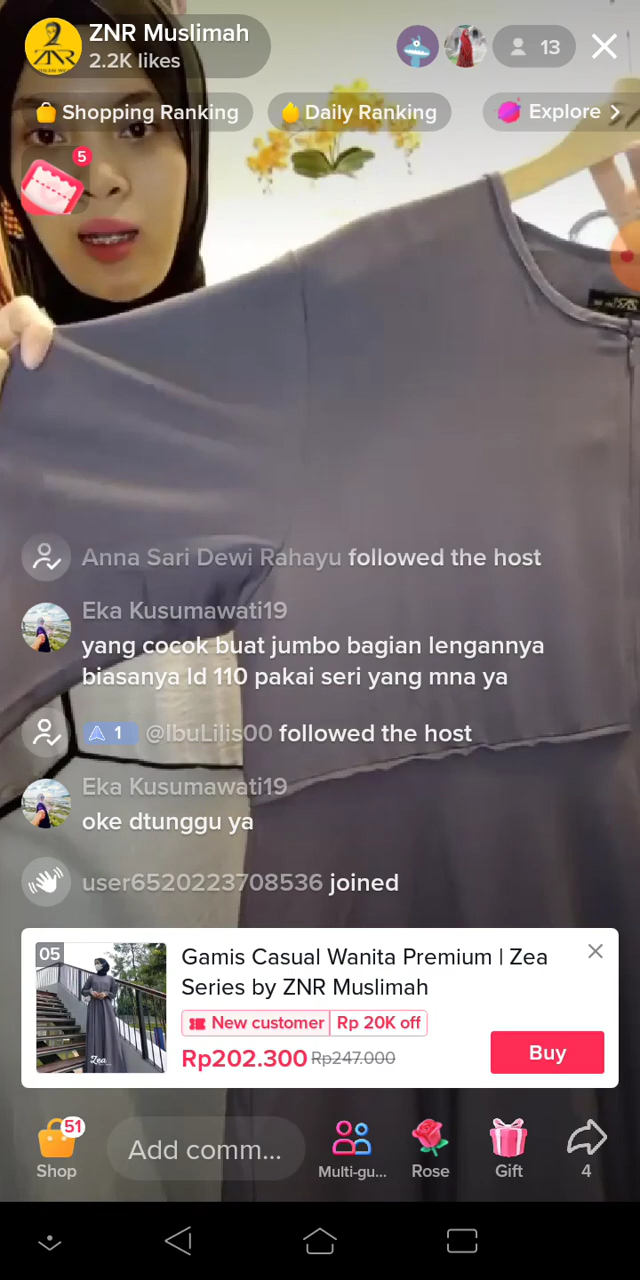 ZNR Muslimah
2.2K likes
13
Shopping Ranking
Daily Ranking
Explore
5
ZNR
Anna Sari Dewi Rahayu followed the host
Eka Kusumawati19
yang cocok buat jumbo bagian lengannya
biasanya ld 110 pakai seri yang mna ya
1 @IbuLilis00 followed the host
Eka Kusumawati19
oke dtunggu ya
user6520223708536 joined
05
Zea
Gamis Casual Wanita Premium | Zea
Series by ZNR Muslimah
New customer Rp 20K off
Rp202.300 Rp247.000
Buy
51
Shop
Add comm...
Multi-gu...
Rose
Gift
4